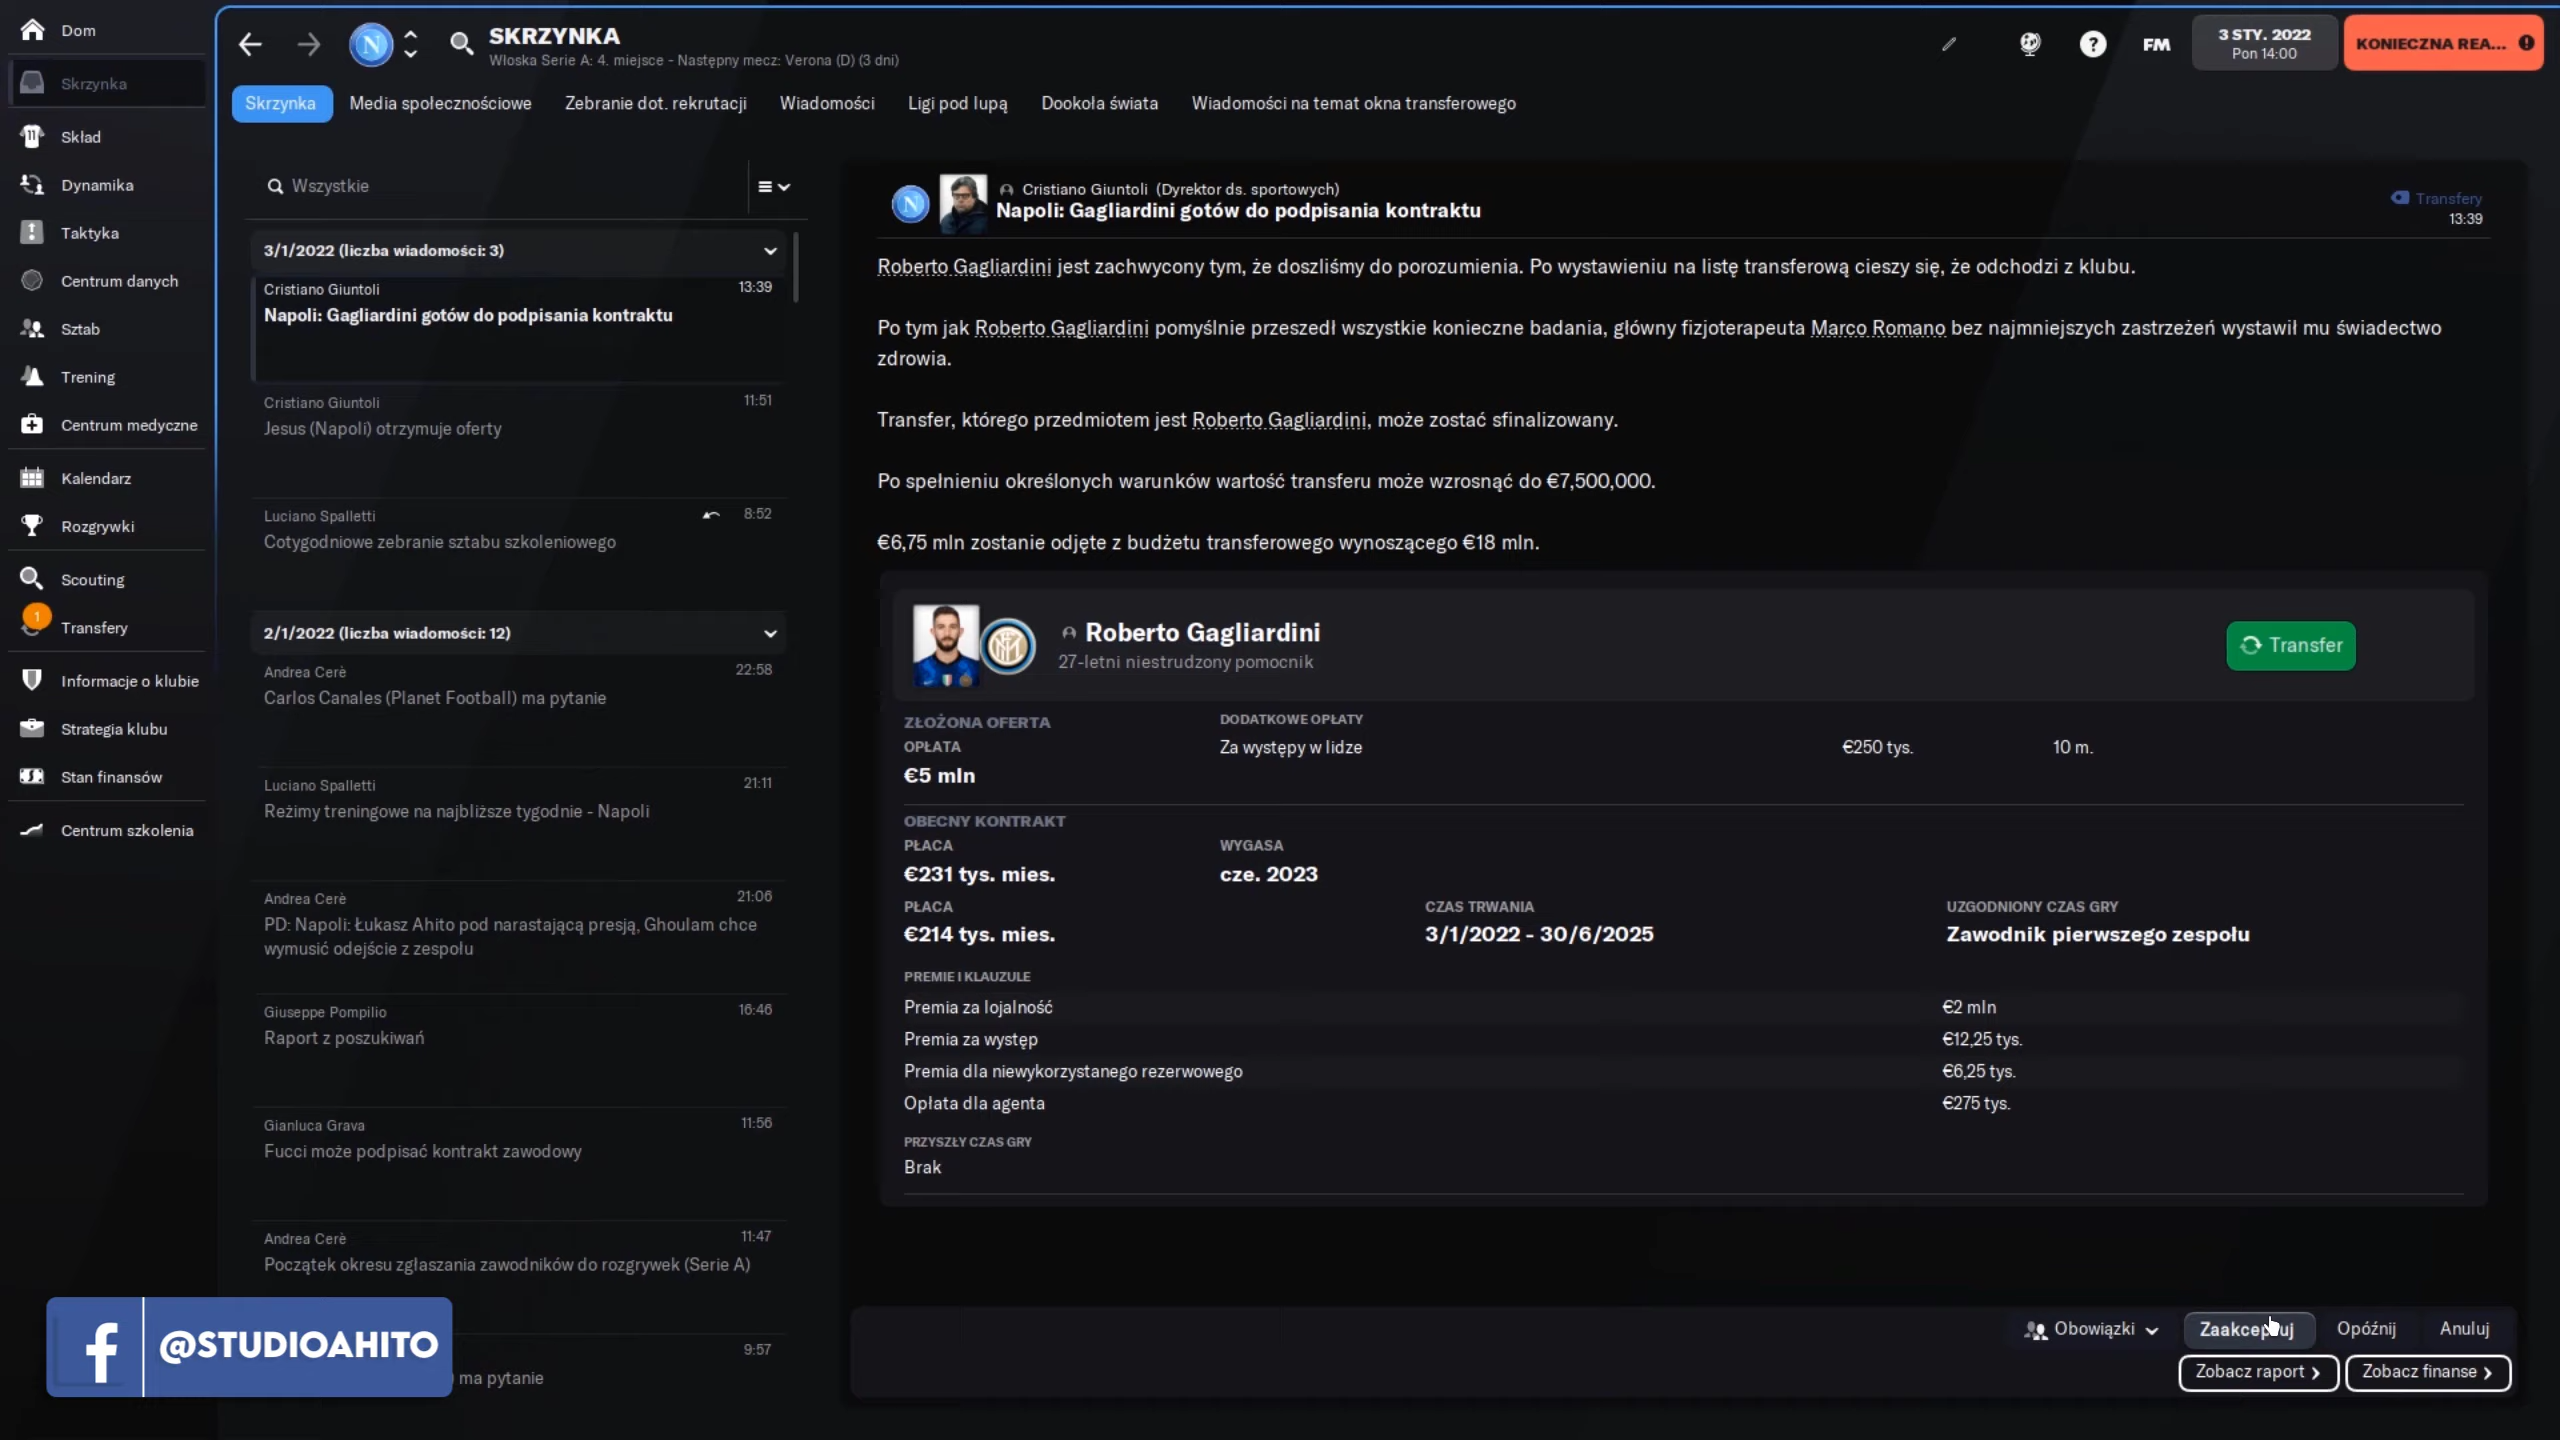 Dom
Skrzynka
Skład
Dynamika
Taktyka
Centrum danych
Sztab
Trening
Centrum medyczne
Kalendarz
Rozgrywki
Scouting
1
Transfery
Informacje o klubie
Strategia klubu
Stan finansów
Centrum szkolenia
N
SKRZYNKA
Włoska Serie A: 4. miejsce - Następny mecz: Verona (D) (3 dni)
FM
3 STY. 2022
Pon 14:00
KONIECZNA REA...
Skrzynka
Media społecznościowe
Zebranie dot. rekrutacji
Wiadomości
Ligi pod lupą
Dookoła świata
Wiadomości na temat okna transferowego
Wszystkie
3/1/2022 (liczba wiadomości: 3)
Cristiano Giuntoli 13:39
Napoli: Gagliardini gotów do podpisania kontraktu
Cristiano Giuntoli 11:51
Jesus (Napoli) otrzymuje oferty
Luciano Spalletti 8:52
Cotygodniowe zebranie sztabu szkoleniowego
2/1/2022 (liczba wiadomości: 12)
Andrea Cerè 22:58
Carlos Canales (Planet Football) ma pytanie
Luciano Spalletti 21:11
Reżimy treningowe na najbliższe tygodnie - Napoli
Andrea Cerè 21:06
PD: Napoli: Łukasz Ahito pod narastającą presją, Ghoulam chce
wymusić odejście z zespołu
Giuseppe Pompilio 16:46
Raport z poszukiwań
Gianluca Grava 11:56
Fucci może podpisać kontrakt zawodowy
Andrea Cerè 11:47
Początek okresu zgłaszania zawodników do rozgrywek (Serie A)
9:57
ma pytanie
f @STUDIOAHITO
N
Cristiano Giuntoli (Dyrektor ds. sportowych)
Napoli: Gagliardini gotów do podpisania kontraktu
Transfery
13:39
Roberto Gagliardini jest zachwycony tym, że doszliśmy do porozumienia. Po wystawieniu na listę transferową cieszy się, że odchodzi z klubu.
Po tym jak Roberto Gagliardini pomyślnie przeszedł wszystkie konieczne badania, główny fizjoterapeuta Marco Romano bez najmniejszych zastrzeżeń wystawił mu świadectwo
zdrowia.
Transfer, którego przedmiotem jest Roberto Gagliardini, może zostać sfinalizowany.
Po spełnieniu określonych warunków wartość transferu może wzrosnąć do €7,500,000.
€6,75 mln zostanie odjęte z budżetu transferowego wynoszącego €18 mln.
Roberto Gagliardini
27-letni niestrudzony pomocnik
Transfer
ZŁOŻONA OFERTA
OPŁATA
€5 mln
DODATKOWE OPŁATY
Za występy w lidze €250 tys. 10 m.
OBECNY KONTRAKT
PŁACA WYGASA
€231 tys. mies. cze. 2023
PŁACA CZAS TRWANIA UZGODNIONY CZAS GRY
€214 tys. mies. 3/1/2022 - 30/6/2025 Zawodnik pierwszego zespołu
PREMIE I KLAUZULE
Premia za lojalność €2 mln
Premia za występ €12,25 tys.
Premia dla niewykorzystanego rezerwowego €6,25 tys.
Opłata dla agenta €275 tys.
PRZYSZŁY CZAS GRY
Brak
Obowiązki
Zaakceptuj
Opóźnij
Anuluj
Zobacz raport
Zobacz finanse